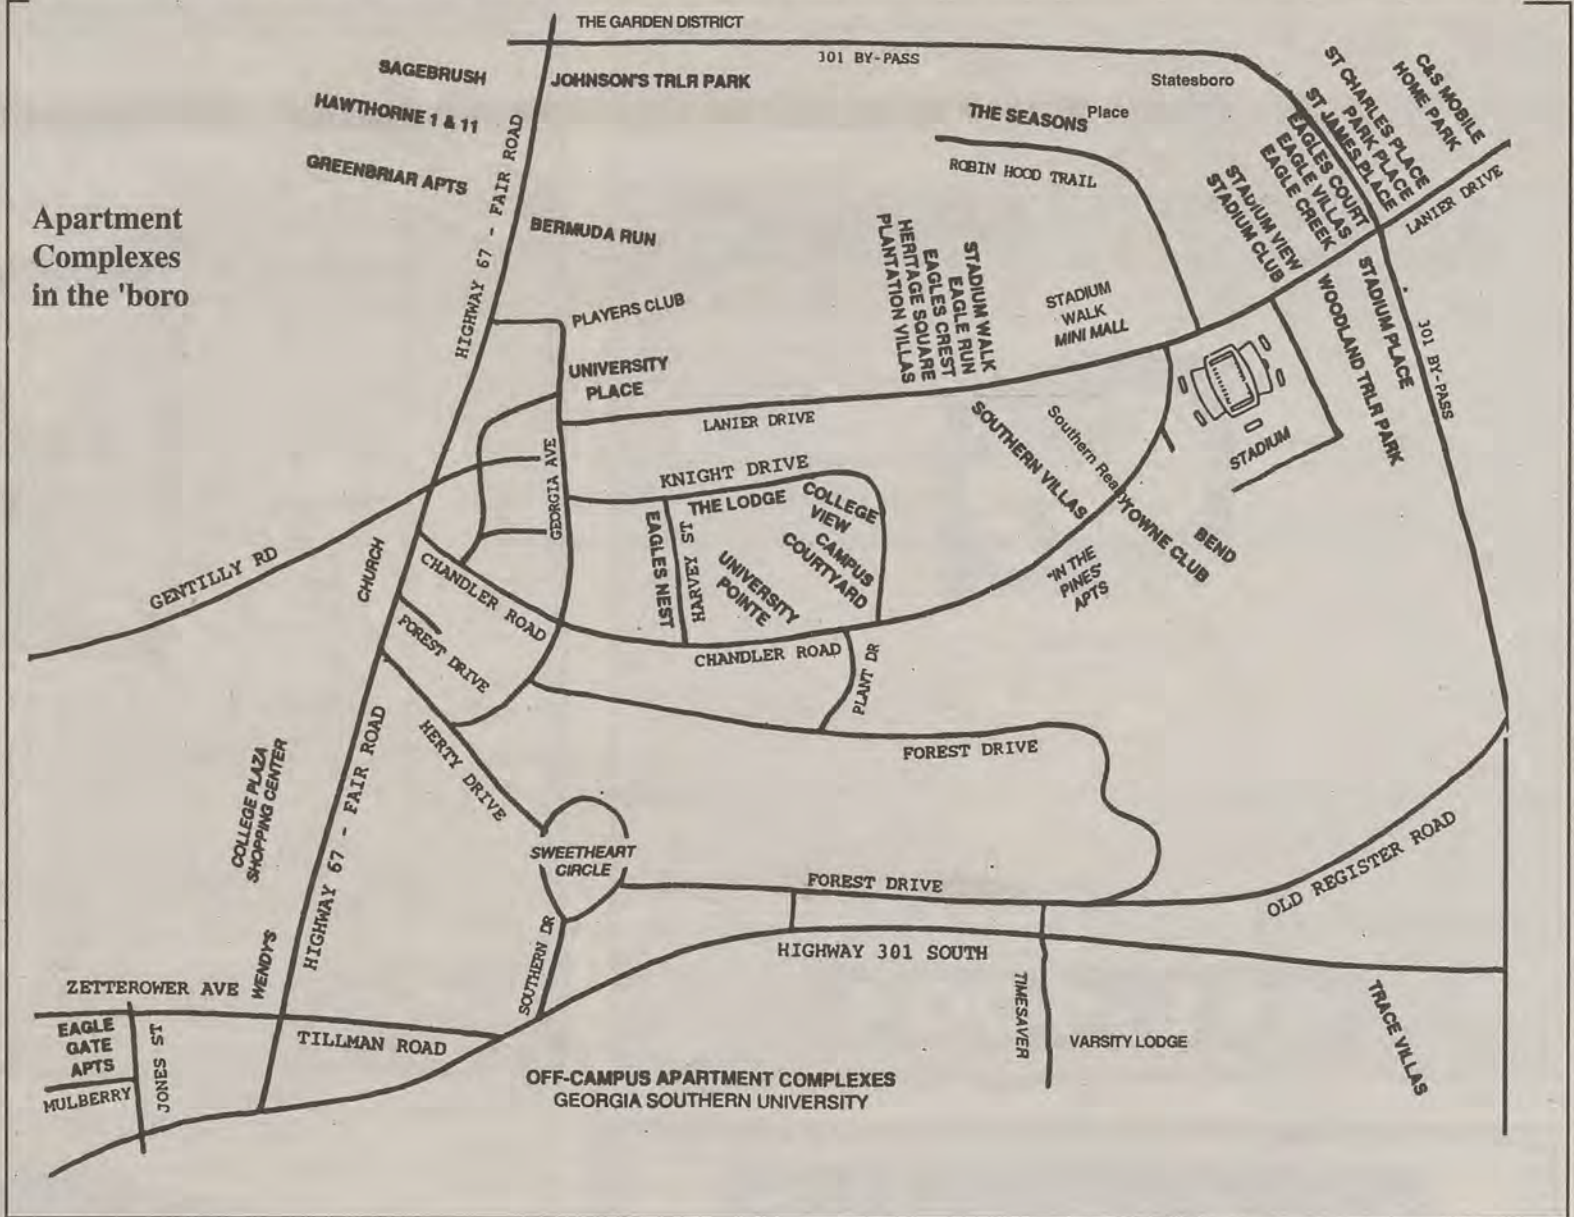 THE GARDEN DISTRICT
301 BY-PASS
SAGEBRUSH
JOHNSON'S TRLR PARK
HAWTHORNE 1 & 11
GREENBRIAR APTS
HIGHWAY 67 - FAIR ROAD
Apartment
Complexes
in the 'boro
BERMUDA RUN
Statesboro
Place
THE SEASONS
ROBIN HOOD TRAIL
C&S MOBILE
HOME PARK
ST CHARLES PLACE
PARK PLACE
ST JAMES PLACE
EAGLES COURT
EAGLE VILLAS
EAGLE CREEK
STADIUM VIEW
STADIUM CLUB
LANIER DRIVE
STADIUM PLACE
WOODLAND TRLR PARK
301 BY-PASS
PLAYERS CLUB
UNIVERSITY
PLACE
STADIUM WALK
EAGLE RUN
EAGLES CREST
HERITAGE SQUARE
PLANTATION VILLAS
STADIUM
WALK
MINI MALL
LANIER DRIVE
STADIUM
GEORGIA AVE
KNIGHT DRIVE
THE LODGE
COLLEGE
VIEW
CAMPUS
COURTYARD
EAGLES NEST
HARVEY ST
UNIVERSITY
POINTE
SOUTHERN VILLAS
Southern Ready
TOWNE CLUB
BEND
"IN THE
PINES'
APTS
GENTILLY RD
CHURCH
CHANDLER ROAD
FOREST DRIVE
CHANDLER ROAD
PLANT DR
HERTY DRIVE
FOREST DRIVE
COLLEGE PLAZA
SHOPPING CENTER
HIGHWAY 67 - FAIR ROAD
SWEETHEART
CIRCLE
FOREST DRIVE
OLD REGISTER ROAD
SOUTHERN DR
HIGHWAY 301 SOUTH
WENDY'S
ZETTEROWER AVE
EAGLE
GATE
APTS
MULBERRY
JONES ST
TILLMAN ROAD
TIMESAVER
VARSITY LODGE
TRACE VILLAS
OFF-CAMPUS APARTMENT COMPLEXES
GEORGIA SOUTHERN UNIVERSITY